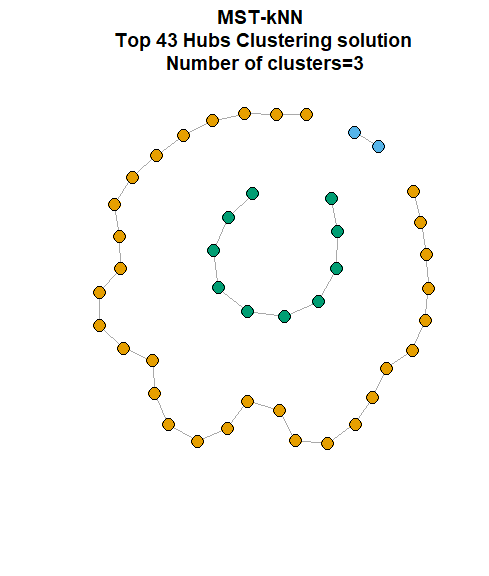 MST-kNN
Top 43 Hubs Clustering solution
Number of clusters=3